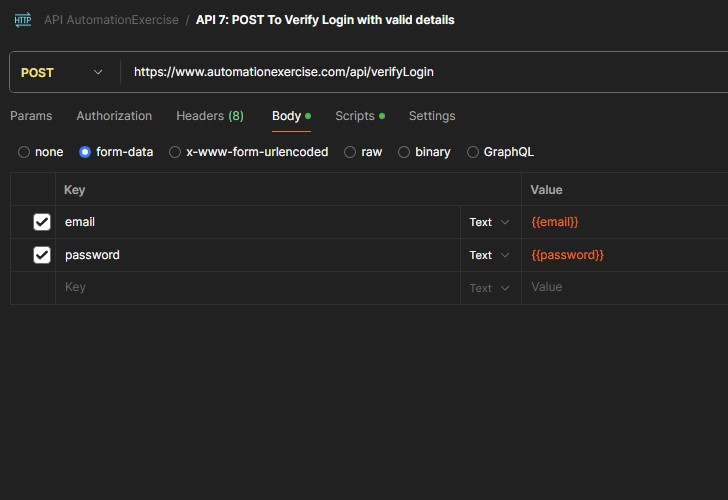 HTTP API AutomationExercise / API 7: POST To Verify Login with valid details
POST https://www.automationexercise.com/api/verifyLogin
Params Authorization Headers (8) Body Scripts Settings
none form-data x-www-form-urlencoded raw binary GraphQL
Key Value
email Text {{email}}
password Text {{password}}
Key Text Value